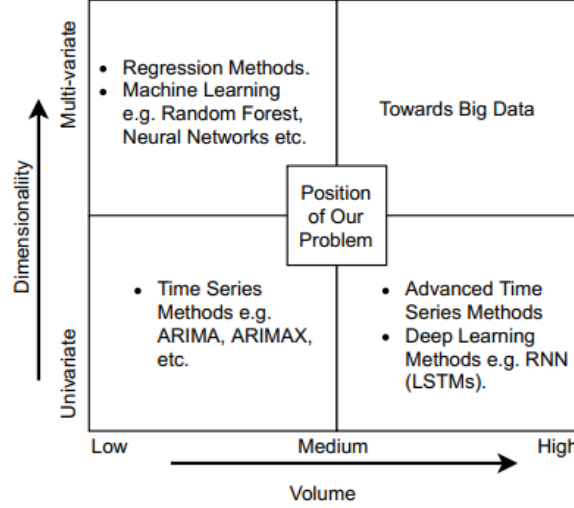 Multi-variate
Dimensionaliity
Univariate
• Regression Methods.
• Machine Learning
e.g. Random Forest,
Neural Networks etc.
Towards Big Data
Position
of Our
Problem
• Time Series
Methods e.g.
ARIMA, ARIMAX,
etc.
• Advanced Time
Series Methods
• Deep Learning
Methods e.g. RNN
(LSTMs).
Low
Medium
High
Volume